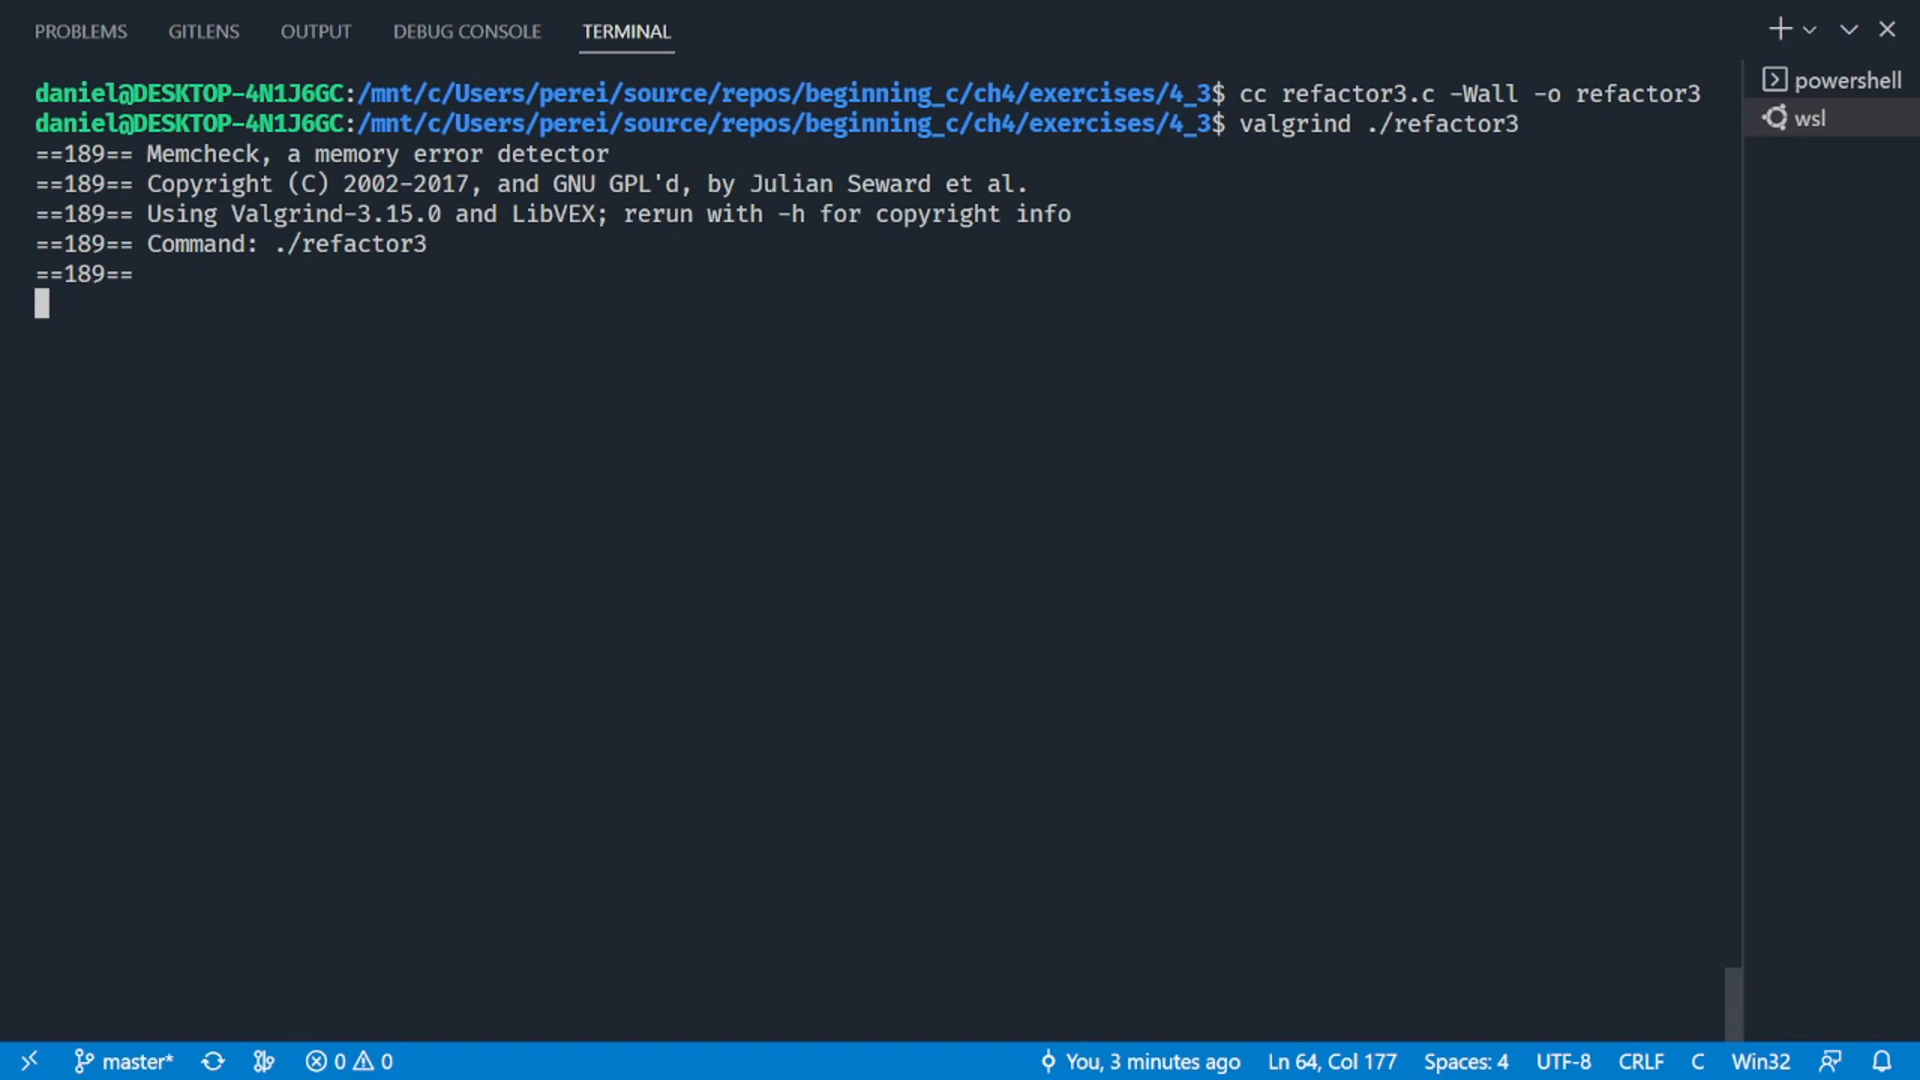 PROBLEMS GITLENS OUTPUT DEBUG CONSOLE TERMINAL
daniel@DESKTOP-4N1J6GC:/mnt/c/Users/perei/source/repos/beginning_c/ch4/exercises/4_3$ cc refactor3.c -Wall -o refactor3
daniel@DESKTOP-4N1J6GC:/mnt/c/Users/perei/source/repos/beginning_c/ch4/exercises/4_3$ valgrind ./refactor3
==189== Memcheck, a memory error detector
==189== Copyright (C) 2002-2017, and GNU GPL'd, by Julian Seward et al.
==189== Using Valgrind-3.15.0 and LibVEX; rerun with -h for copyright info
==189== Command: ./refactor3
==189==
powershell
wsl
master* 0 0 You, 3 minutes ago Ln 64, Col 177 Spaces: 4 UTF-8 CRLF C Win32